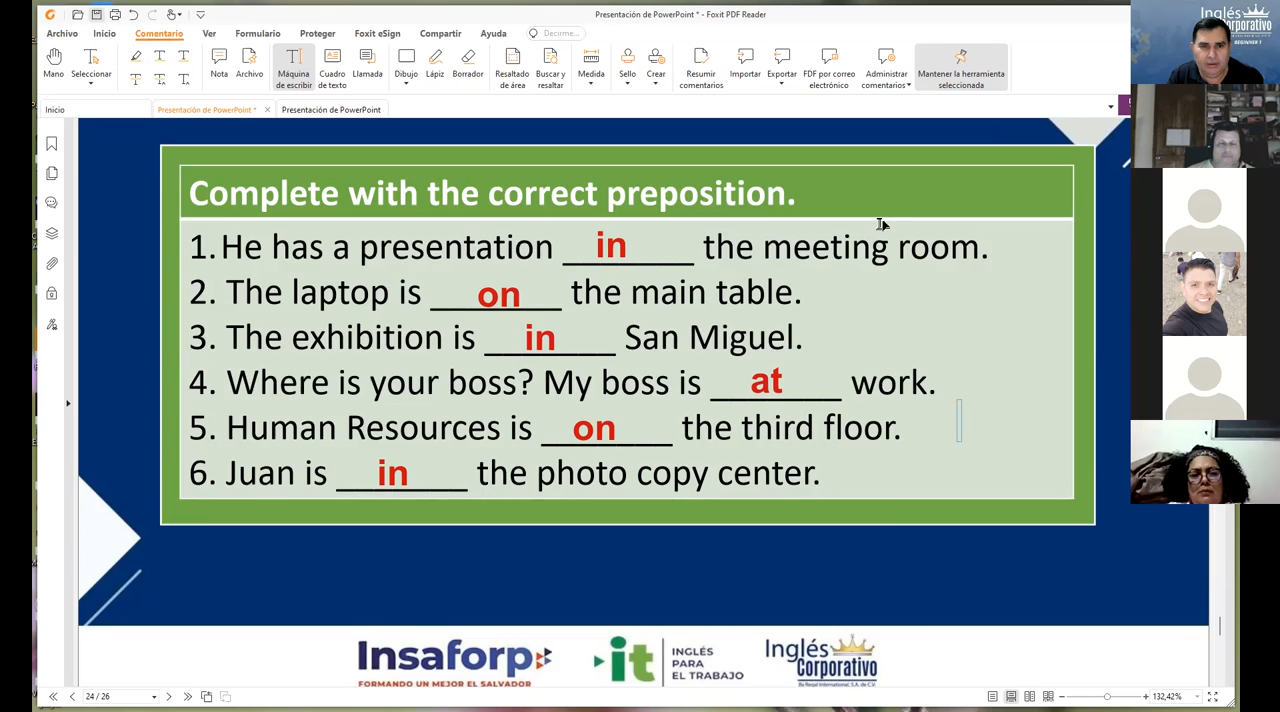 Presentación de PowerPoint * - Foxit PDF Reader
Archivo Inicio Comentario Ver Formulario Proteger Foxit eSign Compartir Ayuda Decirme...
Mano Seleccionar Nota Archivo Máquina de escribir Cuadro de texto Llamada Dibujo Lápiz Borrador Resaltado de área Buscar y resaltar Medida Sello Crear Resumir comentarios Importar Exportar FDF por correo electrónico Administrar comentarios Mantener la herramienta seleccionada
Inicio Presentación de PowerPoint * Presentación de PowerPoint
Complete with the correct preposition.
1. He has a presentation ___in___ the meeting room.
2. The laptop is ___on___ the main table.
3. The exhibition is ___in___ San Miguel.
4. Where is your boss? My boss is ___at___ work.
5. Human Resources is ___on___ the third floor.
6. Juan is ___in___ the photo copy center.
Insaforp
FORMANDO UN MEJOR EL SALVADOR
it
INGLÉS
PARA
EL TRABAJO
Inglés
Corporativo
24 / 26
132,42%
Inglés
Corporativo
BEGINNER 1